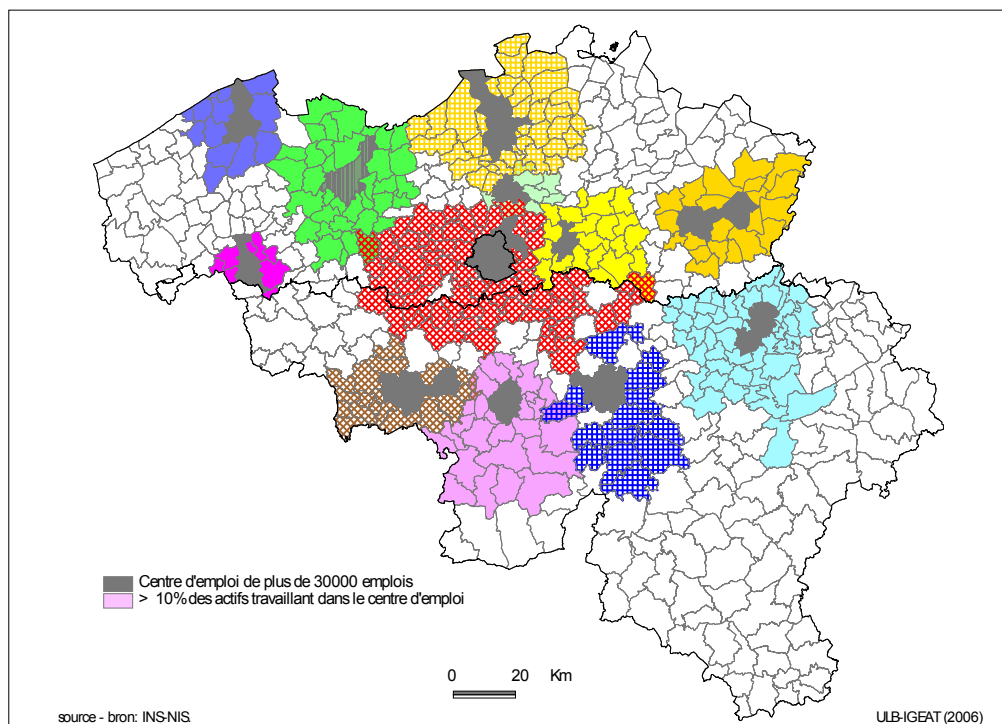 Centre d'emploi de plus de 30000 emplois
> 10% des actifs travaillant dans le centre d'emploi
0 20 Km
source - bron: INS-NIS.
ULB-IGEAT (2006)